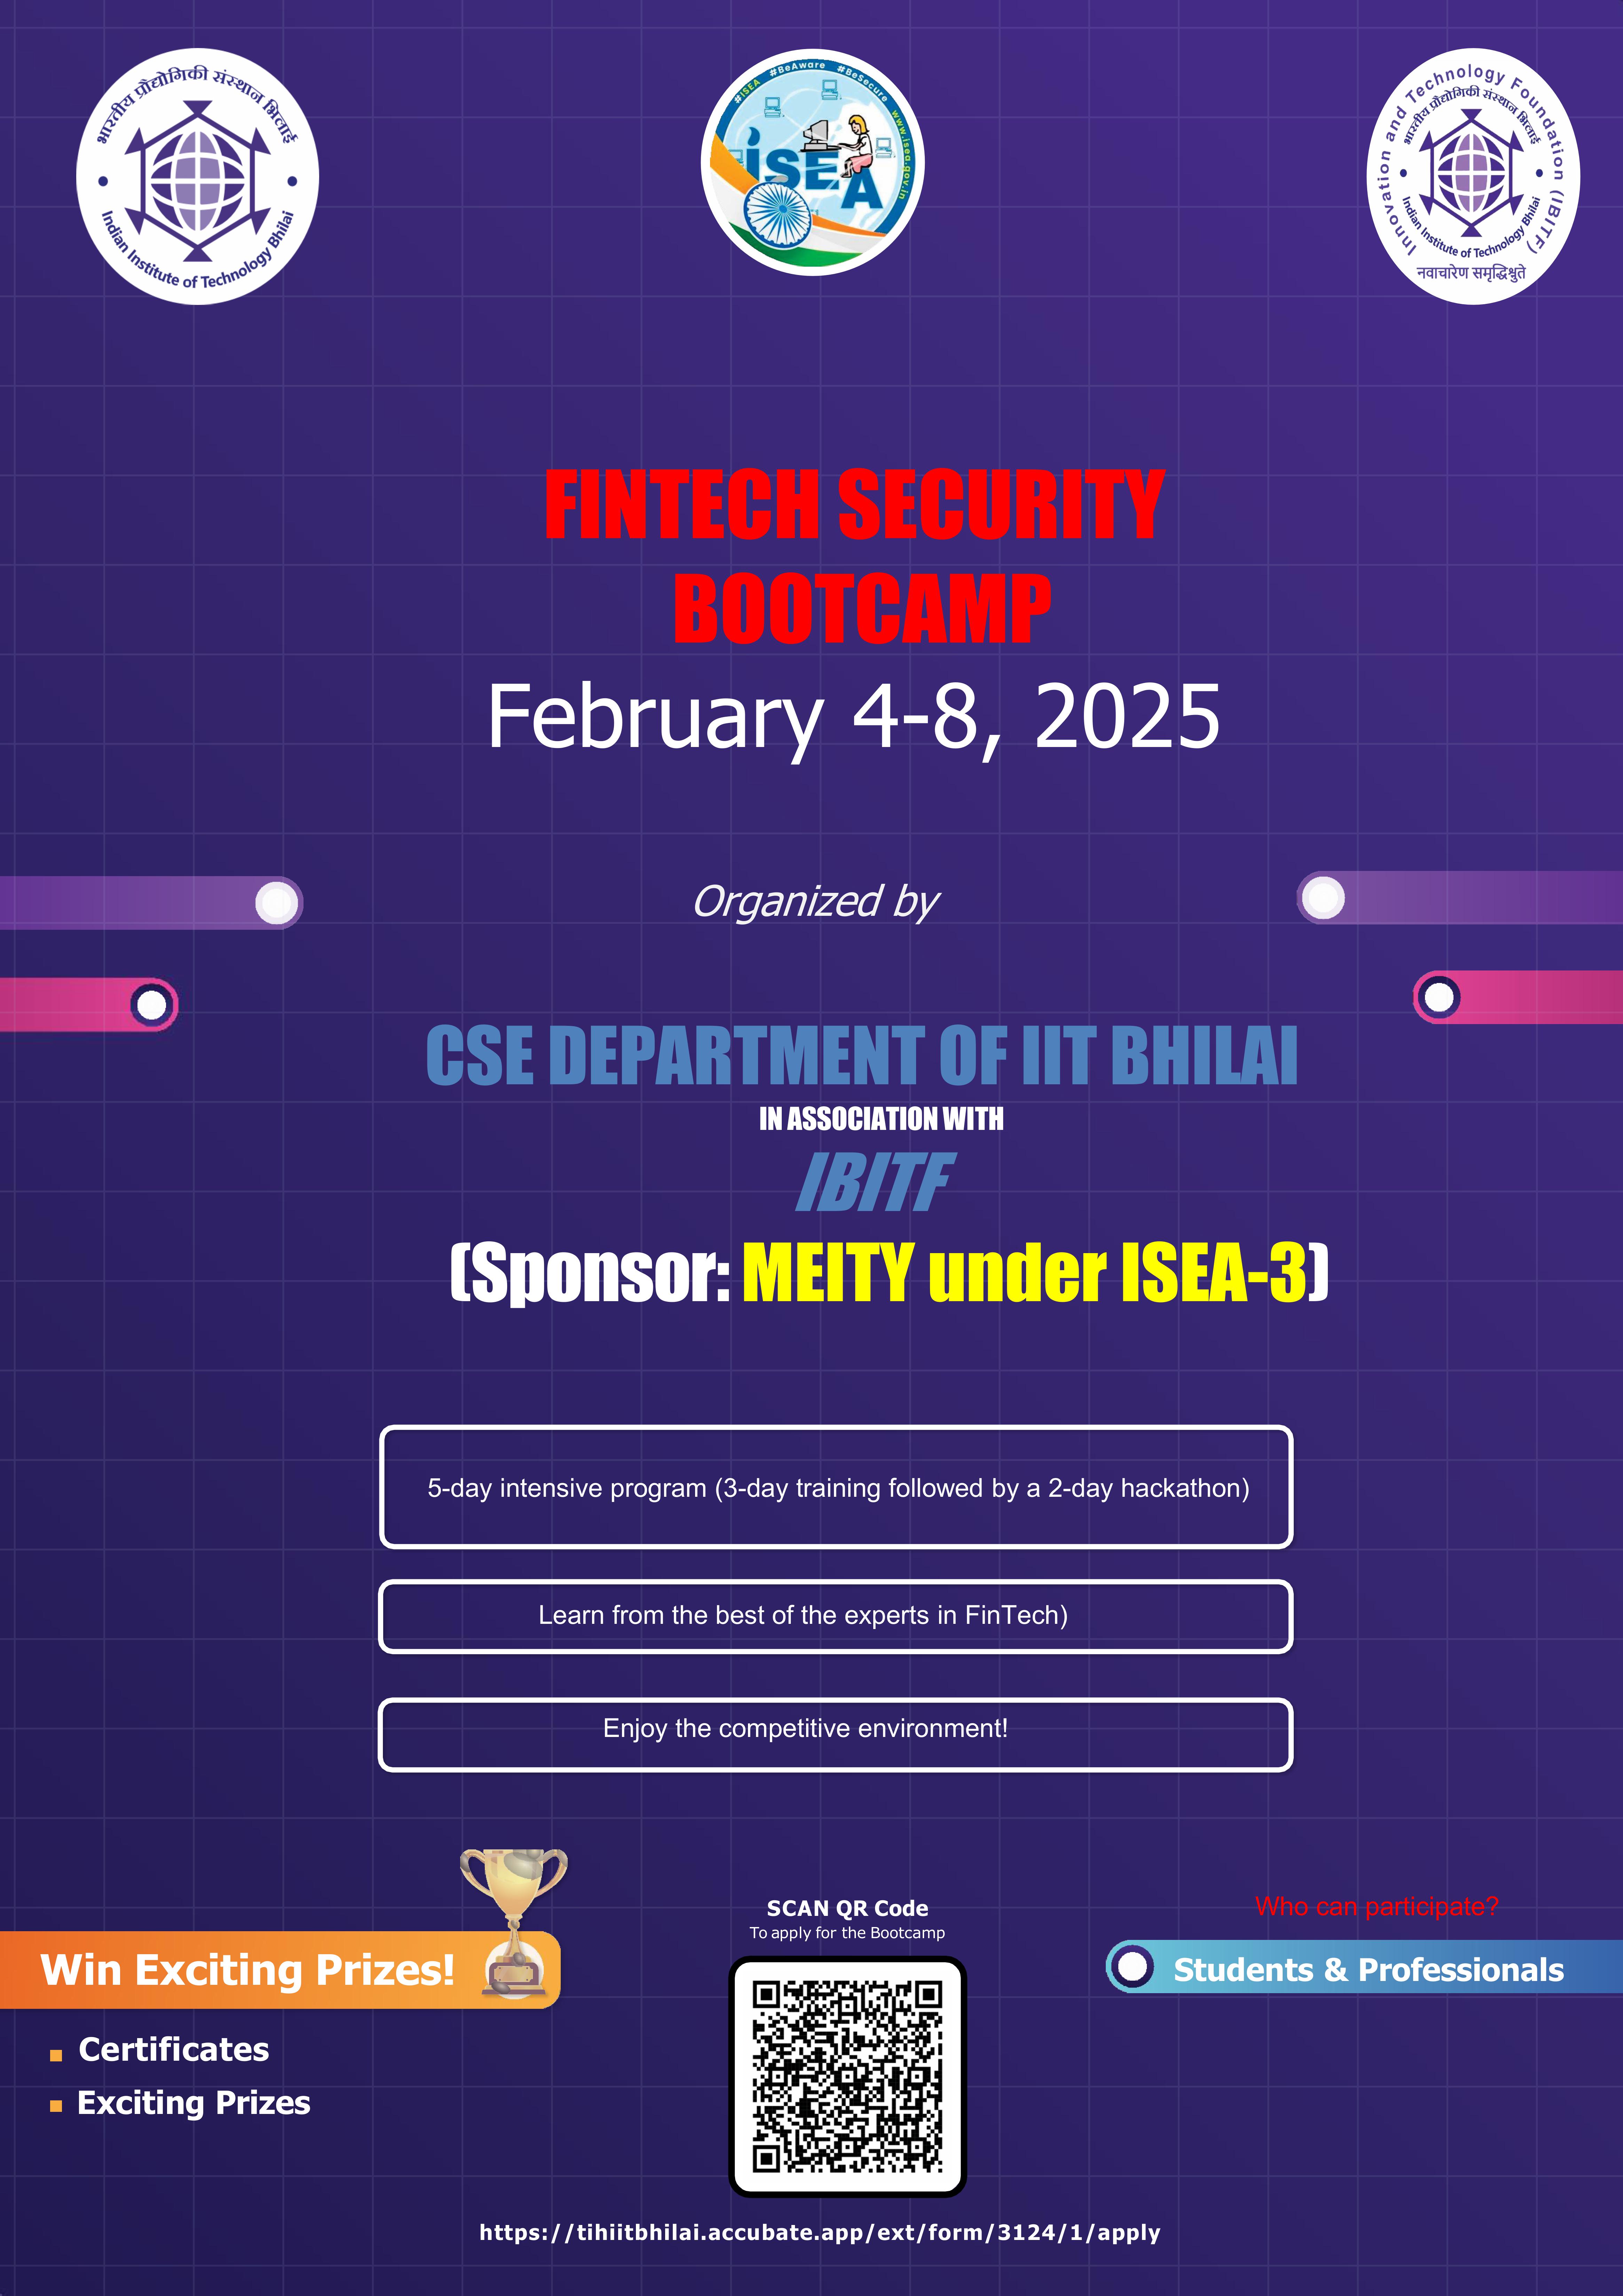 भारतीय प्रौद्योगिकी संस्थान भिलाई
Indian Institute of Technology Bhilai
#ISEA #BeAware #BeSecure www.isea.gov.in
ISEA
Innovation and Technology Foundation (IBITF)
भारतीय प्रौद्योगिकी संस्थान भिलाई
Indian Institute of Technology Bhilai
नवाचारेण समृद्धिश्नुते
FINTECH SECURITY
BOOTCAMP
February 4-8, 2025
Organized by
CSE DEPARTMENT OF IIT BHILAI
IN ASSOCIATION WITH
IBITF
(Sponsor: MEITY under ISEA-3)
5-day intensive program (3-day training followed by a 2-day hackathon)
Learn from the best of the experts in FinTech)
Enjoy the competitive environment!
Win Exciting Prizes!
Certificates
Exciting Prizes
SCAN QR Code
To apply for the Bootcamp
Who can participate?
Students & Professionals
https://tihiitbhilai.accubate.app/ext/form/3124/1/apply